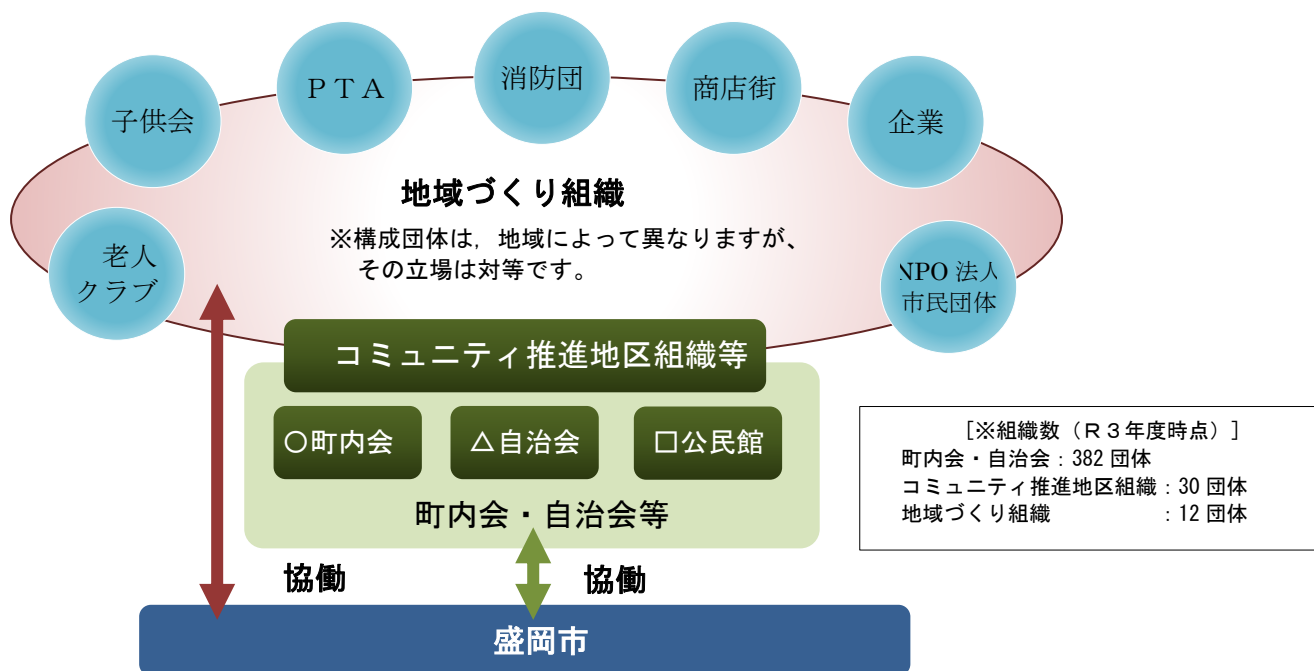 子供会
ＰＴＡ
消防団
商店街
企業
地域づくり組織
※構成団体は，地域によって異なりますが、
その立場は対等です。
老人
クラブ
NPO 法人
市民団体
コミュニティ推進地区組織等
〇町内会
△自治会
□公民館
町内会・自治会等
[※組織数（Ｒ３年度時点）]
町内会・自治会：382 団体
コミュニティ推進地区組織：30 団体
地域づくり組織　　　　　：12 団体
協働
協働
盛岡市